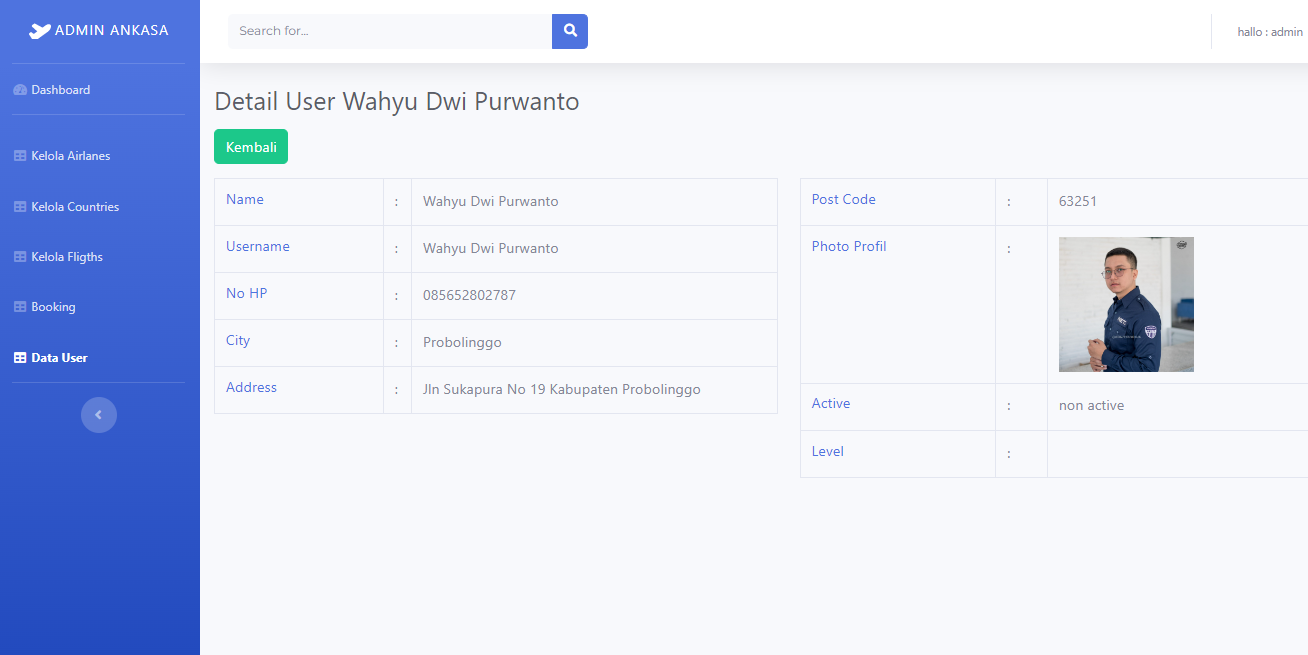 ADMIN ANKASA
Search for...
hallo : admin
Dashboard
Kelola Airlanes
Kelola Countries
Kelola Fligths
Booking
Data User
Detail User Wahyu Dwi Purwanto
Kembali
Name : Wahyu Dwi Purwanto
Username : Wahyu Dwi Purwanto
No HP : 085652802787
City : Probolinggo
Address : Jln Sukapura No 19 Kabupaten Probolinggo
Post Code : 63251
Photo Profil :
Active : non active
Level :